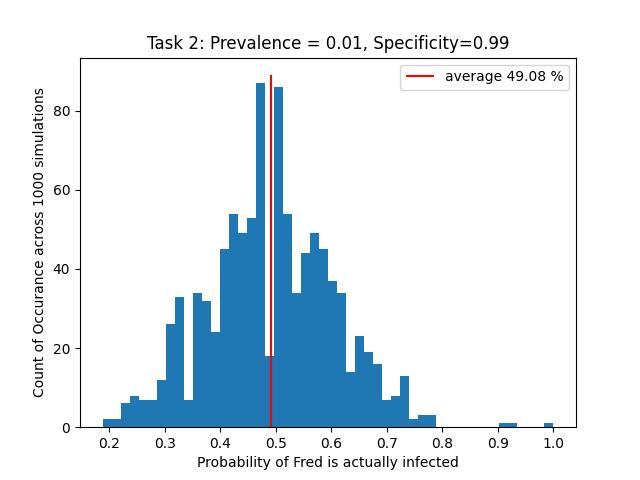 Task 2: Prevalence = 0.01, Specificity=0.99
average 49.08 %
Count of Occurance across 1000 simulations
80
60
40
20
0
0.2 0.3 0.4 0.5 0.6 0.7 0.8 0.9 1.0
Probability of Fred is actually infected